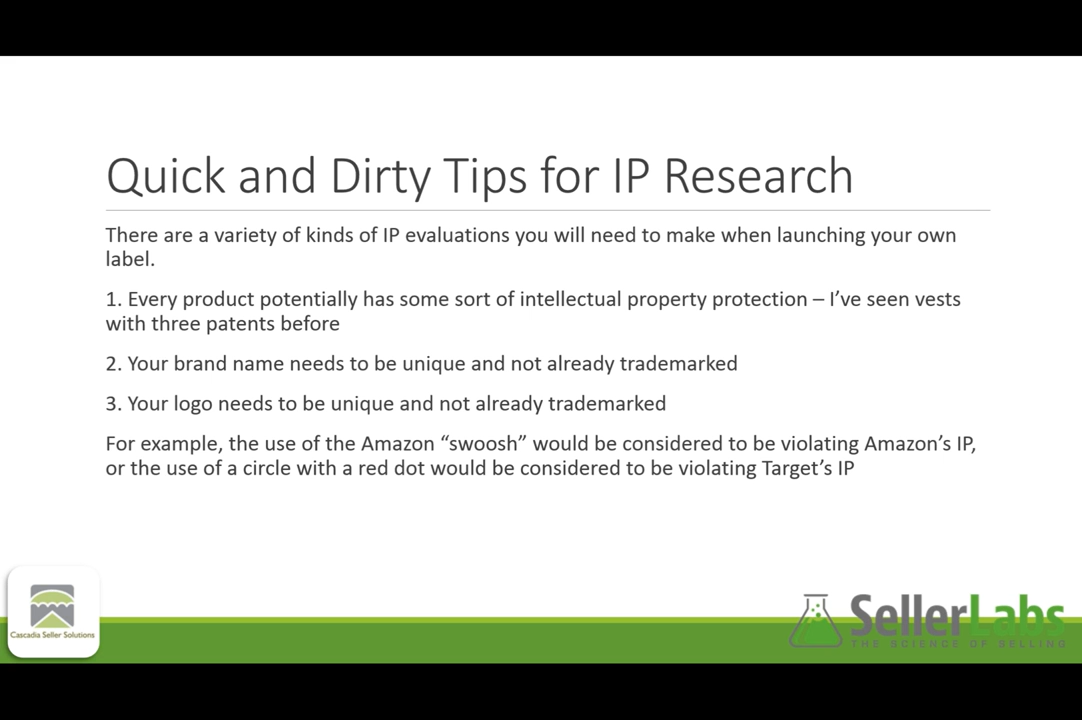 Quick and Dirty Tips for IP Research
There are a variety of kinds of IP evaluations you will need to make when launching your own
label.
1. Every product potentially has some sort of intellectual property protection – I’ve seen vests
with three patents before
2. Your brand name needs to be unique and not already trademarked
3. Your logo needs to be unique and not already trademarked
For example, the use of the Amazon “swoosh” would be considered to be violating Amazon’s IP,
or the use of a circle with a red dot would be considered to be violating Target’s IP
Cascadia Seller Solutions
SellerLabs
THE SCIENCE OF SELLING